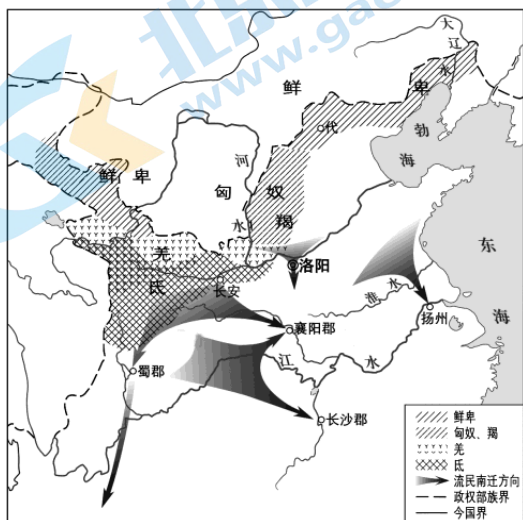 北
www.gao
大
辽
水
鲜 卑
代
渤
海
鲜 卑
河
水
匈 奴
羯
羌
氐
洛阳
长安
淮 水
东
海
扬州
襄阳郡
江 水
蜀郡
长沙郡
鲜卑
匈奴、羯
羌
氐
流民南迁方向
政权部族界
今国界